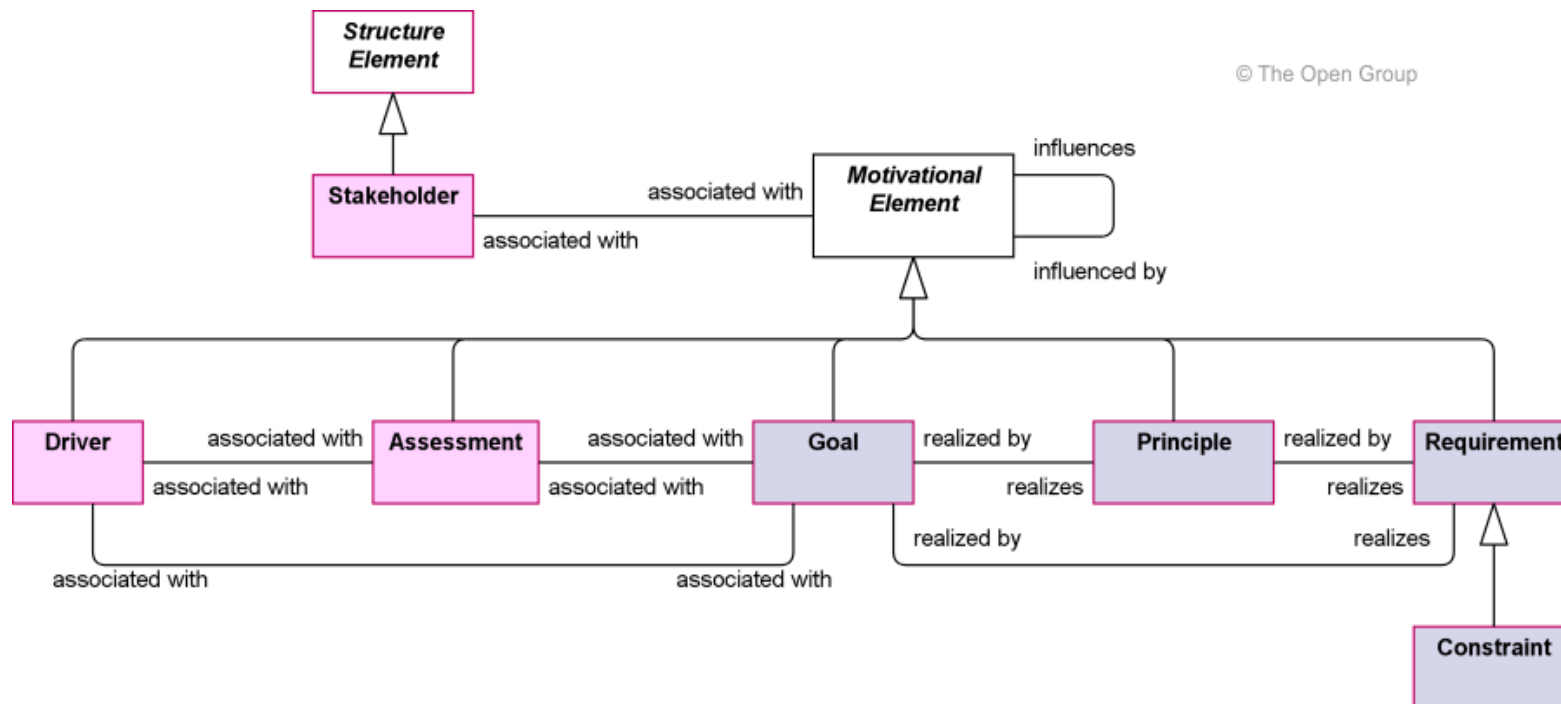 Structure
Element
© The Open Group
influences
Motivational
Element
associated with
Stakeholder
associated with
influenced by
Driver
associated with
Assessment
associated with
Goal
realized by
Principle
realized by
Requirement
associated with
associated with
realizes
realizes
realized by
realizes
associated with
associated with
Constraint